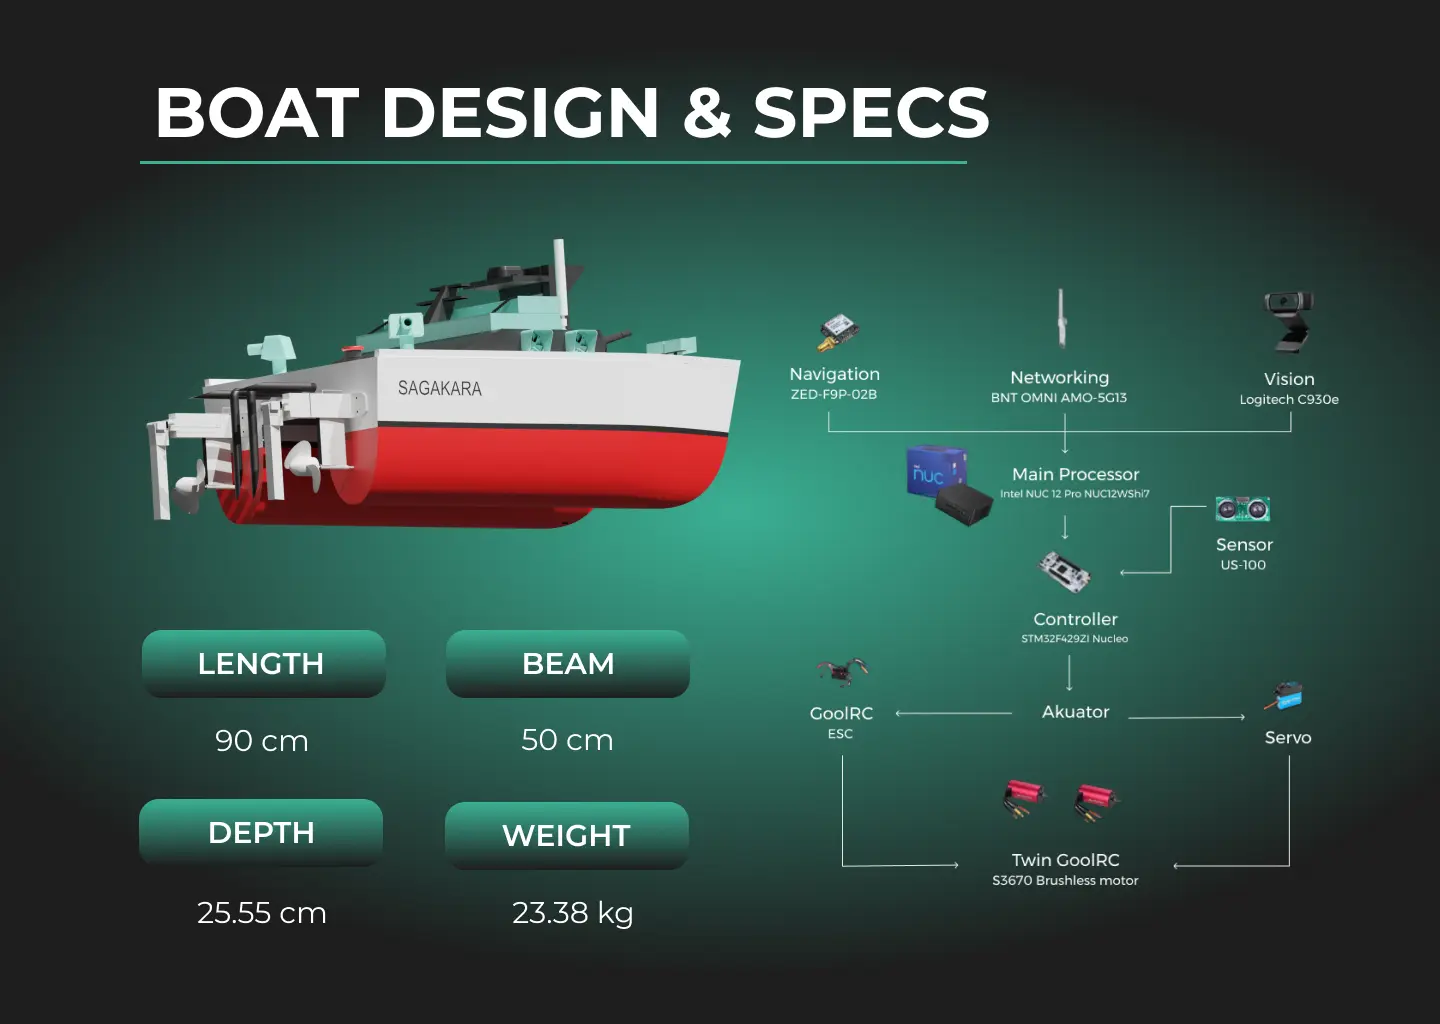 BOAT DESIGN & SPECS
SAGAKARA
Navigation
ZED-F9P-02B
Networking
BNT OMNI AMO-5G13
Vision
Logitech C930e
nuc
Main Processor
Intel NUC 12 Pro NUC12WShi7
Sensor
US-100
Controller
STM32F429ZI Nucleo
GoolRC
ESC
Akuator
Servo
Twin GoolRC
S3670 Brushless motor
LENGTH
90 cm
BEAM
50 cm
DEPTH
25.55 cm
WEIGHT
23.38 kg